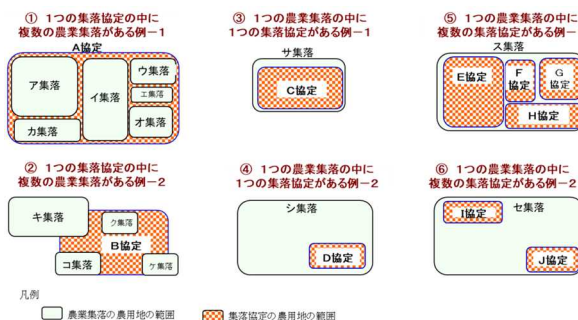 ① 1つの集落協定の中に
複数の農業集落がある例－1
A協定
ア集落
イ集落
ウ集落
エ集落
オ集落
カ集落
③ 1つの農業集落の中に
1つの集落協定がある例－1
サ集落
C協定
⑤ 1つの農業集落の中に
複数の集落協定がある例－1
ス集落
E協定
F
協定
G
協定
H協定
② 1つの集落協定の中に
複数の農業集落がある例－2
キ集落
ク集落
B協定
コ集落
ケ集落
④ 1つの農業集落の中に
1つの集落協定がある例－2
シ集落
D協定
⑥ 1つの農業集落の中に
複数の集落協定がある例－2
I協定
セ集落
J協定
凡例
農業集落の農用地の範囲
集落協定の農用地の範囲